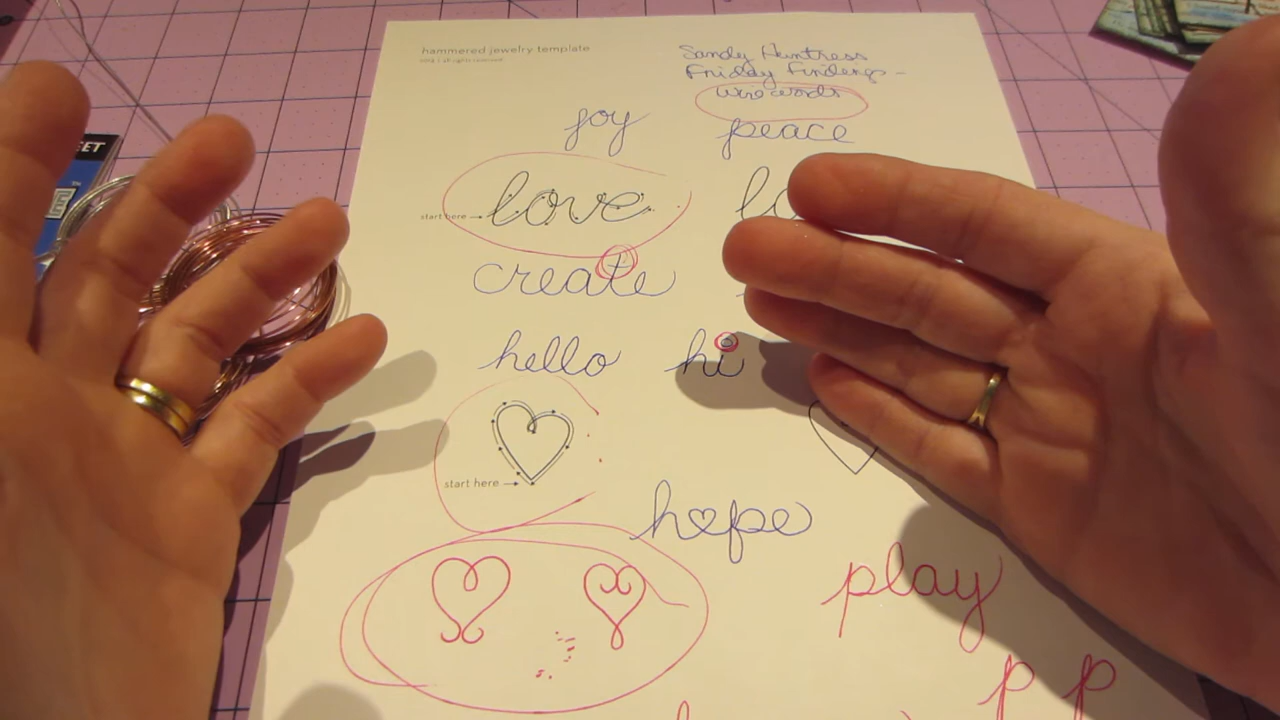 hammered jewelry template
Sandy Huntress
Friday Findings -
wire words
joy peace
love lo
start here
create
hello hi
start here
hope
play
p p